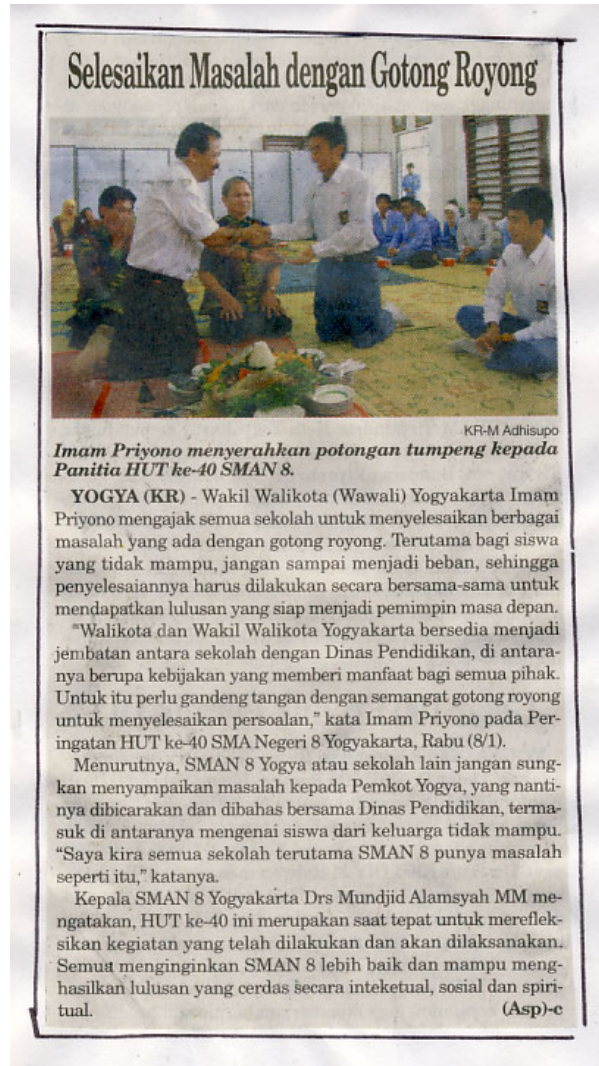 Selesaikan Masalah dengan Gotong Royong
KR-M Adhisupo
Imam Priyono menyerahkan potongan tumpeng kepada
Panitia HUT ke-40 SMAN 8.
YOGYA (KR) - Wakil Walikota (Wawali) Yogyakarta Imam
Priyono mengajak semua sekolah untuk menyelesaikan berbagai
masalah yang ada dengan gotong royong. Terutama bagi siswa
yang tidak mampu, jangan sampai menjadi beban, sehingga
penyelesaiannya harus dilakukan secara bersama-sama untuk
mendapatkan lulusan yang siap menjadi pemimpin masa depan.
"Walikota dan Wakil Walikota Yogyakarta bersedia menjadi
jembatan antara sekolah dengan Dinas Pendidikan, di antara-
nya berupa kebijakan yang memberi manfaat bagi semua pihak.
Untuk itu perlu gandeng tangan dengan semangat gotong royong
untuk menyelesaikan persoalan," kata Imam Priyono pada Per-
ingatan HUT ke-40 SMA Negeri 8 Yogyakarta, Rabu (8/1).
Menurutnya, SMAN 8 Yogya atau sekolah lain jangan sung-
kan menyampaikan masalah kepada Pemkot Yogya, yang nanti-
nya dibicarakan dan dibahas bersama Dinas Pendidikan, terma-
suk di antaranya mengenai siswa dari keluarga tidak mampu.
"Saya kira semua sekolah terutama SMAN 8 punya masalah
seperti itu," katanya.
Kepala SMAN 8 Yogyakarta Drs Mundjid Alamsyah MM me-
ngatakan, HUT ke-40 ini merupakan saat tepat untuk mereflek-
sikan kegiatan yang telah dilakukan dan akan dilaksanakan.
Semua menginginkan SMAN 8 lebih baik dan mampu meng-
hasilkan lulusan yang cerdas secara inteketual, sosial dan spiri-
tual. (Asp)-c